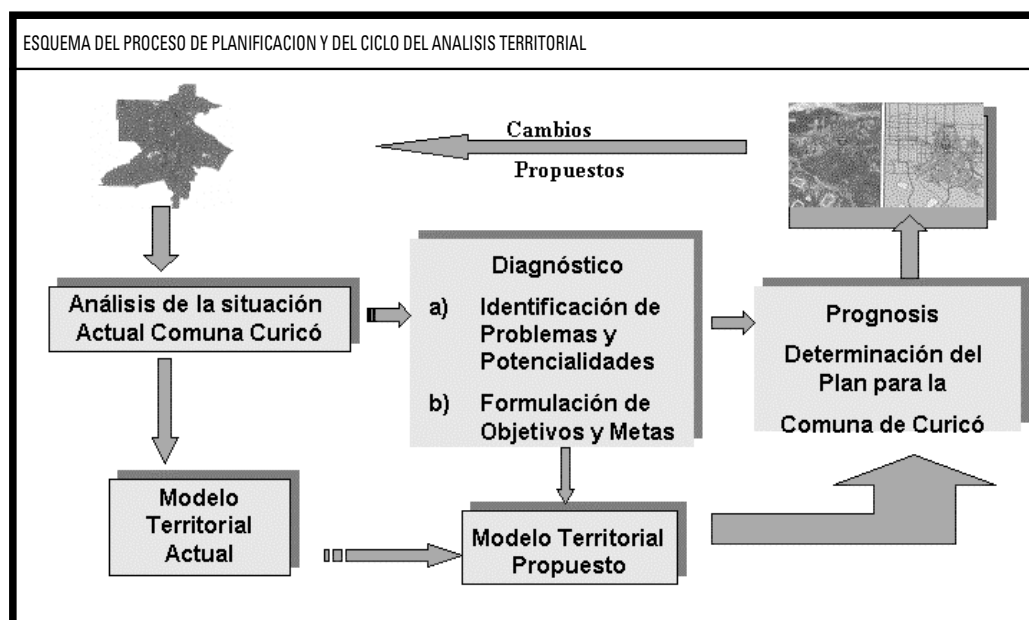 ESQUEMA DEL PROCESO DE PLANIFICACION Y DEL CICLO DEL ANALISIS TERRITORIAL
Cambios
Propuestos
Análisis de la situación
Actual Comuna Curicó
Diagnóstico
a) Identificación de
Problemas y
Potencialidades
b) Formulación de
Objetivos y Metas
Prognosis
Determinación del
Plan para la
Comuna de Curicó
Modelo
Territorial
Actual
Modelo Territorial
Propuesto